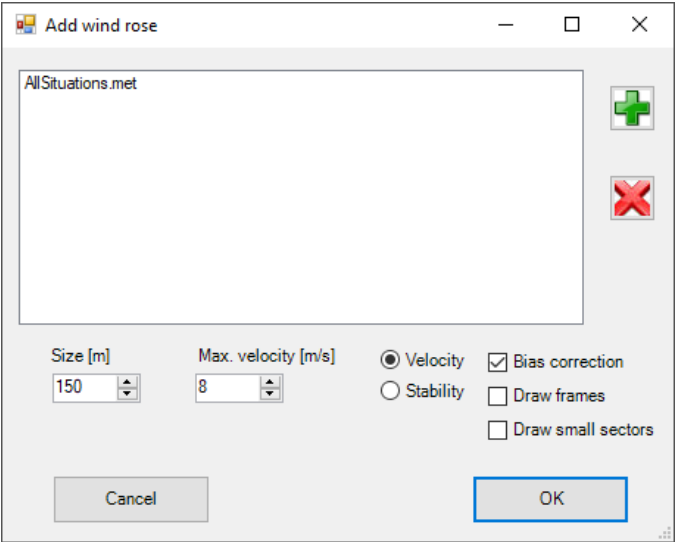 Add wind rose
AllSituations.met
Size [m]
Max. velocity [m/s]
150
8
Velocity
Stability
Bias correction
Draw frames
Draw small sectors
Cancel
OK